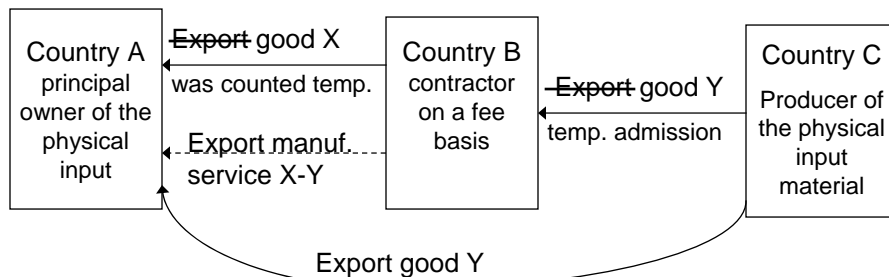 Country A
principal
owner of the
physical
input
Export good X
was counted temp.
Export manuf.
service X-Y
Country B
contractor
on a fee
basis
Export good Y
temp. admission
Country C
Producer of
the physical
input
material
Export good Y